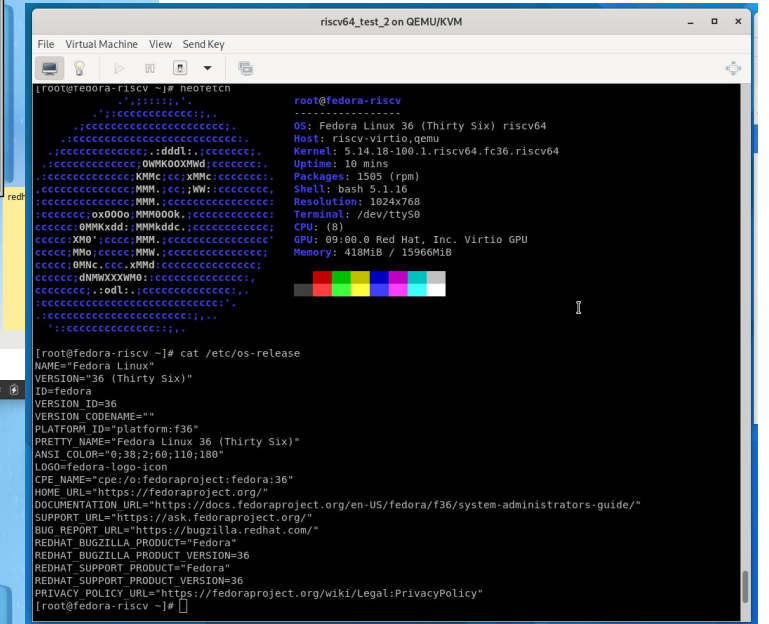 riscv64_test_2 on QEMU/KVM
File Virtual Machine View Send Key
[root@fedora-riscv ~]# neofetch
root@fedora-riscv
-----------------
OS: Fedora Linux 36 (Thirty Six) riscv64
Host: riscv-virtio,qemu
Kernel: 5.14.18-100.1.riscv64.fc36.riscv64
Uptime: 10 mins
Packages: 1505 (rpm)
Shell: bash 5.1.16
Resolution: 1024x768
Terminal: /dev/ttyS0
CPU: (8)
GPU: 09:00.0 Red Hat, Inc. Virtio GPU
Memory: 418MiB / 15966MiB
redh
[root@fedora-riscv ~]# cat /etc/os-release
NAME="Fedora Linux"
VERSION="36 (Thirty Six)"
ID=fedora
VERSION_ID=36
VERSION_CODENAME=""
PLATFORM_ID="platform:f36"
PRETTY_NAME="Fedora Linux 36 (Thirty Six)"
ANSI_COLOR="0;38;2;60;110;180"
LOGO=fedora-logo-icon
CPE_NAME="cpe:/o:fedoraproject:fedora:36"
HOME_URL="https://fedoraproject.org/"
DOCUMENTATION_URL="https://docs.fedoraproject.org/en-US/fedora/f36/system-administrators-guide/"
SUPPORT_URL="https://ask.fedoraproject.org/"
BUG_REPORT_URL="https://bugzilla.redhat.com/"
REDHAT_BUGZILLA_PRODUCT="Fedora"
REDHAT_BUGZILLA_PRODUCT_VERSION=36
REDHAT_SUPPORT_PRODUCT="Fedora"
REDHAT_SUPPORT_PRODUCT_VERSION=36
PRIVACY_POLICY_URL="https://fedoraproject.org/wiki/Legal:PrivacyPolicy"
[root@fedora-riscv ~]#